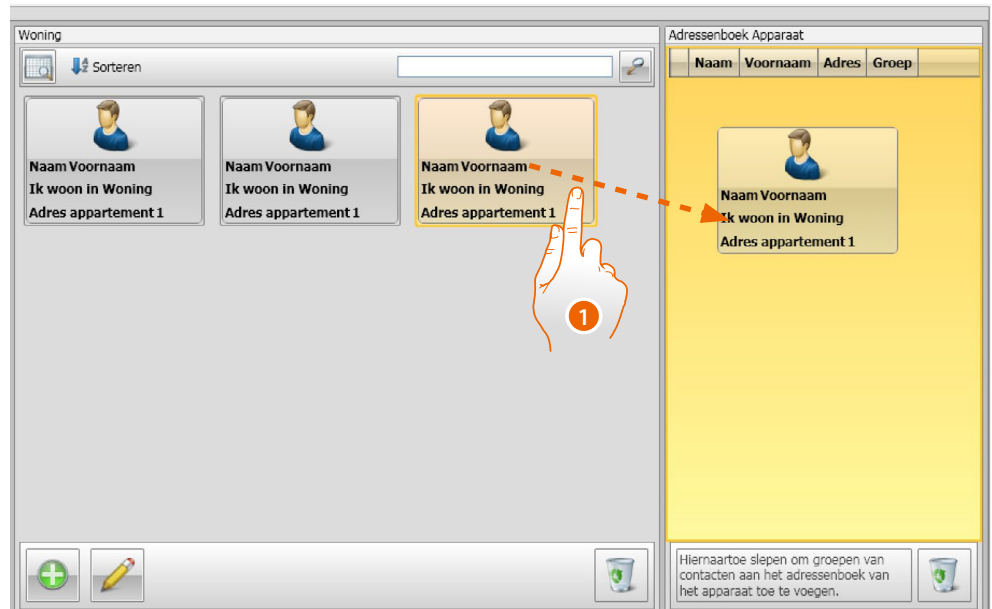 Woning
Sorteren
Naam Voornaam
Ik woon in Woning
Adres appartement 1
Naam Voornaam
Ik woon in Woning
Adres appartement 1
Naam Voornaam
Ik woon in Woning
Adres appartement 1
1
Adressenboek Apparaat
Naam Voornaam Adres Groep
Naam Voornaam
Ik woon in Woning
Adres appartement 1
Hiernaartoe slepen om groepen van
contacten aan het adressenboek van
het apparaat toe te voegen.